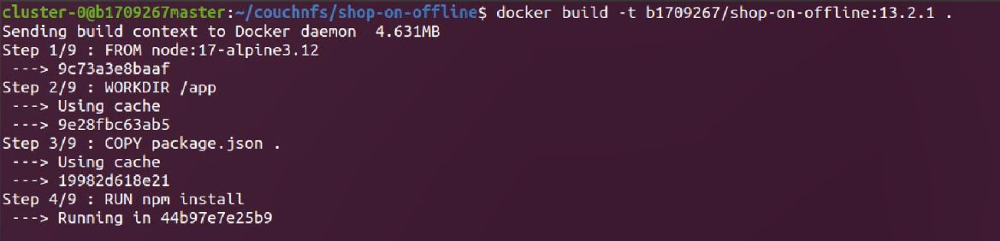 cluster-0@b1709267master:~/couchnfs/shop-on-offline$ docker build -t b1709267/shop-on-offline:13.2.1 .
Sending build context to Docker daemon  4.631MB
Step 1/9 : FROM node:17-alpine3.12
 ---> 9c73a3e8baaf
Step 2/9 : WORKDIR /app
 ---> Using cache
 ---> 9e28fbc63ab5
Step 3/9 : COPY package.json .
 ---> Using cache
 ---> 19982d618e21
Step 4/9 : RUN npm install
 ---> Running in 44b97e7e25b9